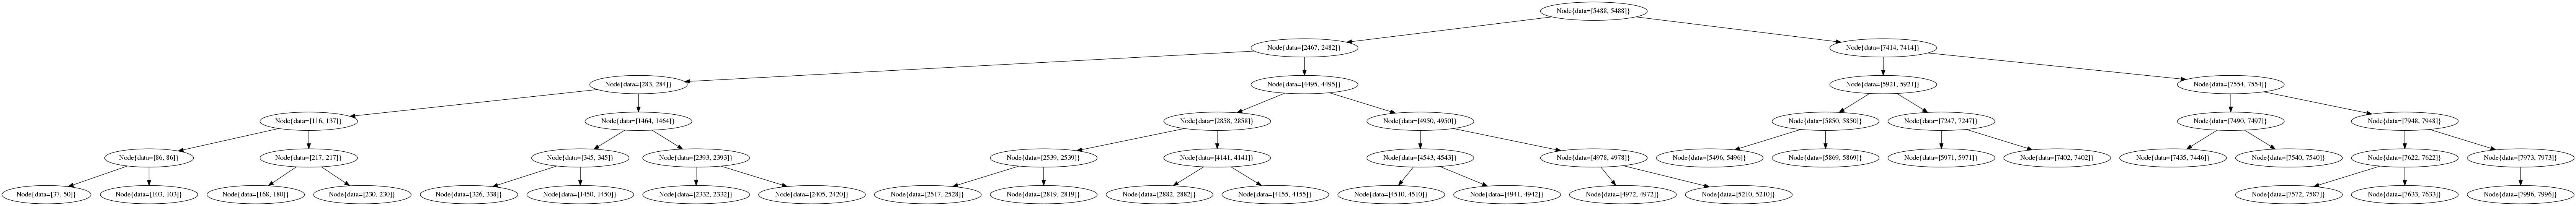 Node{data=[5488, 5488]}
Node{data=[2467, 2482]}
Node{data=[7414, 7414]}
Node{data=[283, 284]}
Node{data=[4495, 4495]}
Node{data=[5921, 5921]}
Node{data=[7554, 7554]}
Node{data=[116, 137]}
Node{data=[1464, 1464]}
Node{data=[2858, 2858]}
Node{data=[4950, 4950]}
Node{data=[5850, 5850]}
Node{data=[7247, 7247]}
Node{data=[7490, 7497]}
Node{data=[7948, 7948]}
Node{data=[86, 86]}
Node{data=[217, 217]}
Node{data=[345, 345]}
Node{data=[2393, 2393]}
Node{data=[2539, 2539]}
Node{data=[4141, 4141]}
Node{data=[4543, 4543]}
Node{data=[4978, 4978]}
Node{data=[5496, 5496]}
Node{data=[5869, 5869]}
Node{data=[5971, 5971]}
Node{data=[7402, 7402]}
Node{data=[7435, 7446]}
Node{data=[7540, 7540]}
Node{data=[7622, 7622]}
Node{data=[7973, 7973]}
Node{data=[37, 50]}
Node{data=[103, 103]}
Node{data=[168, 180]}
Node{data=[230, 230]}
Node{data=[326, 338]}
Node{data=[1450, 1450]}
Node{data=[2332, 2332]}
Node{data=[2405, 2420]}
Node{data=[2517, 2528]}
Node{data=[2819, 2819]}
Node{data=[2882, 2882]}
Node{data=[4155, 4155]}
Node{data=[4510, 4510]}
Node{data=[4941, 4942]}
Node{data=[4972, 4972]}
Node{data=[5210, 5210]}
Node{data=[7572, 7587]}
Node{data=[7633, 7633]}
Node{data=[7996, 7996]}